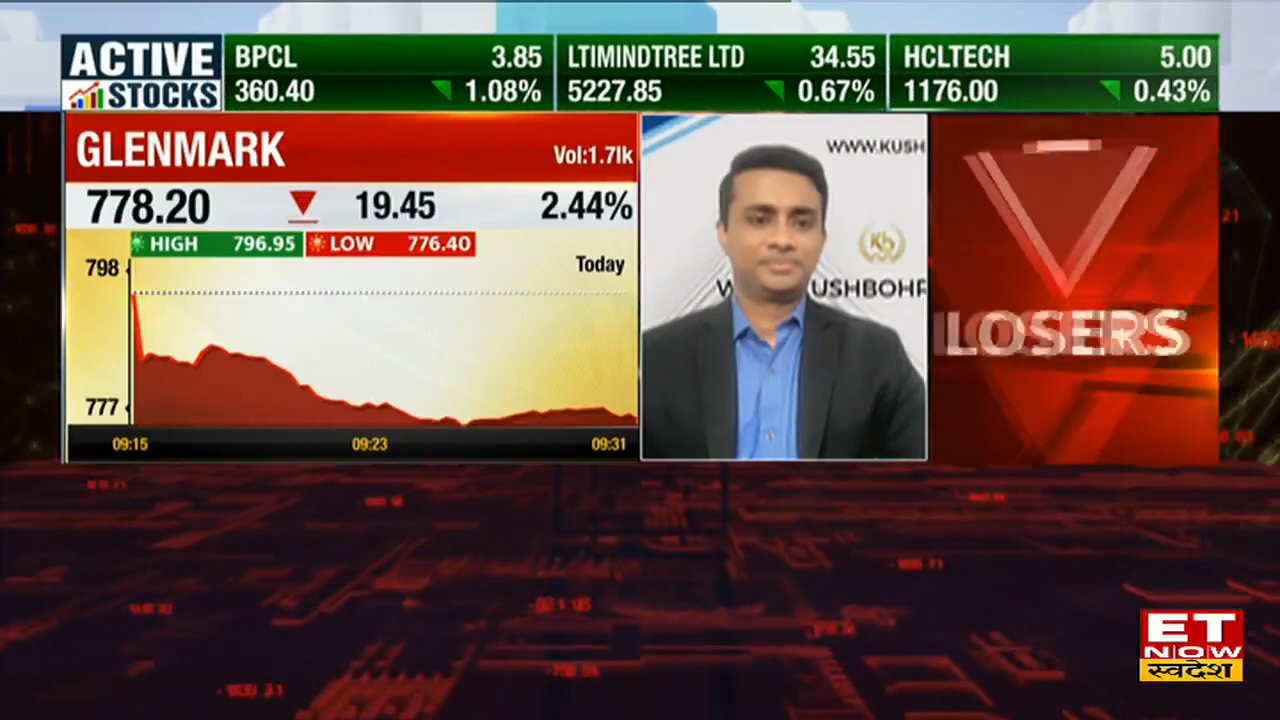 ACTIVE
STOCKS
BPCL 3.85
360.40 1.08%
LTIMINDTREE LTD 34.55
5227.85 0.67%
HCLTECH 5.00
1176.00 0.43%
GLENMARK Vol:1.7lk
778.20 19.45 2.44%
HIGH 796.95 LOW 776.40
Today
798
777
09:15 09:23 09:31
WWW.KUSH
Kb
USHBOHR
LOSERS
ET
NOW
स्वदेश